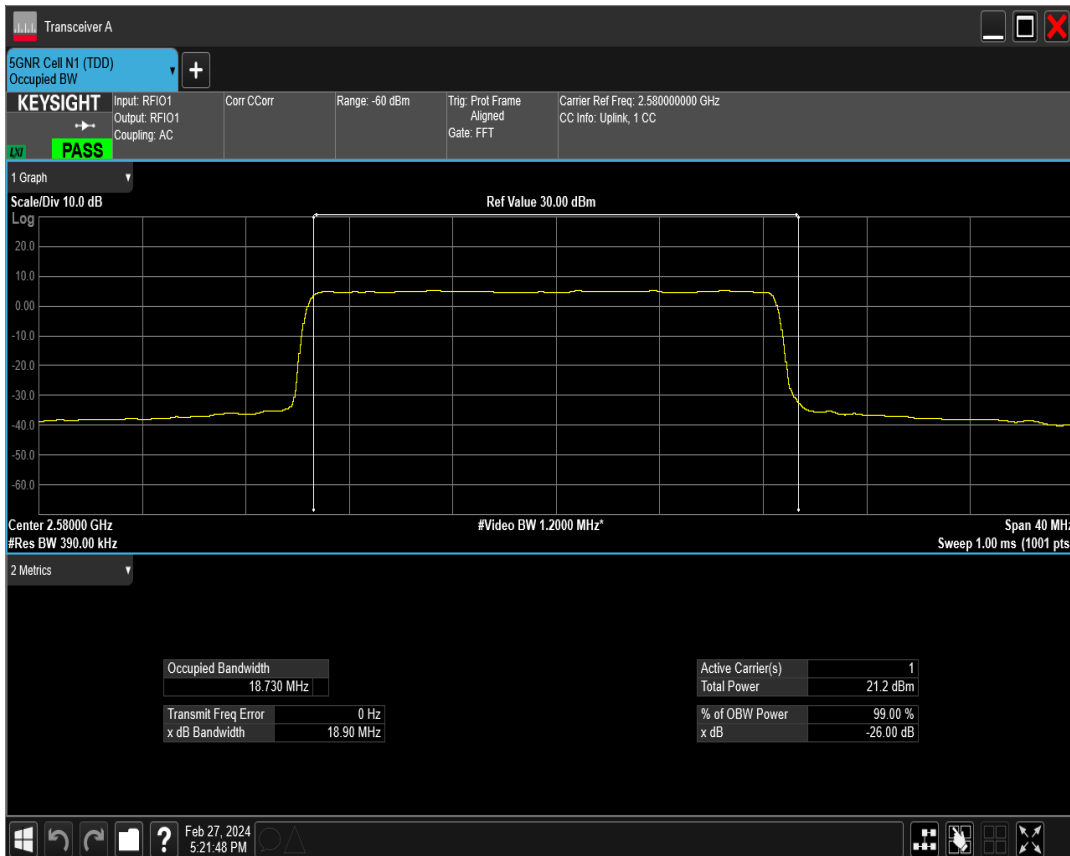 Transceiver A
5GNR Cell N1 (TDD)
Occupied BW
+
KEYSIGHT
LXI
PASS
Input: RFIO1
Output: RFIO1
Coupling: AC
Corr CCorr
Range: -60 dBm
Trig: Prot Frame
Aligned
Gate: FFT
Carrier Ref Freq: 2.580000000 GHz
CC Info: Uplink, 1 CC
1 Graph
Scale/Div 10.0 dB
Ref Value 30.00 dBm
Log
20.0
10.0
0.00
-10.0
-20.0
-30.0
-40.0
-50.0
-60.0
Center 2.58000 GHz
#Video BW 1.2000 MHz*
Span 40 MHz
#Res BW 390.00 kHz
Sweep 1.00 ms (1001 pts
2 Metrics
Occupied Bandwidth
18.730 MHz
Transmit Freq Error 0 Hz
x dB Bandwidth 18.90 MHz
Active Carrier(s) 1
Total Power 21.2 dBm
% of OBW Power 99.00 %
x dB -26.00 dB
?
Feb 27, 2024
5:21:48 PM